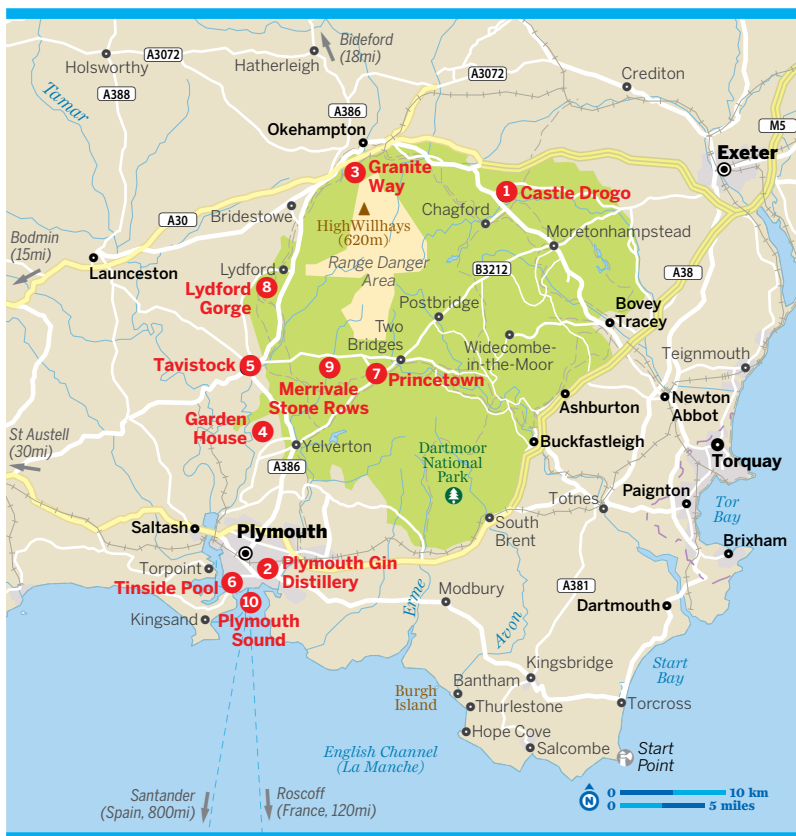 Bideford
(18mi)
A3072
Holsworthy
Hatherleigh
A3072
Crediton
Tamar
A388
A386
M5
Okehampton
Exeter
3
Granite
Way
1
Castle Drogo
Bridestowe
A30
Chagford
HighWillhays
(620m)
Moretonhampstead
Bodmin
(15mi)
Launceston
Lydford
Range Danger
Area
B3212
A38
8
Lydford
Gorge
Postbridge
Bovey
Tracey
Two
Bridges
Widecombe-
in-the-Moor
Teignmouth
Tavistock
5
9
Merrivale
Stone Rows
7
Princetown
Ashburton
Newton
Abbot
Garden
House
4
St Austell
(30mi)
Yelverton
Buckfastleigh
Dartmoor
National
Park
Torquay
A386
Paignton
Totnes
Tor
Bay
Saltash
South
Brent
Plymouth
Brixham
Torpoint
2
Plymouth Gin
Distillery
Tinside Pool
6
A381
Modbury
Erme
Dartmouth
10
Plymouth
Sound
Kingsand
Avon
Kingsbridge
Start
Bay
Bantham
Burgh
Island
Thurlestone
Torcross
Hope Cove
English Channel
(La Manche)
Salcombe
Start
Point
Santander
(Spain, 800mi)
Roscoff
(France, 120mi)
N
0
10 km
0
5 miles